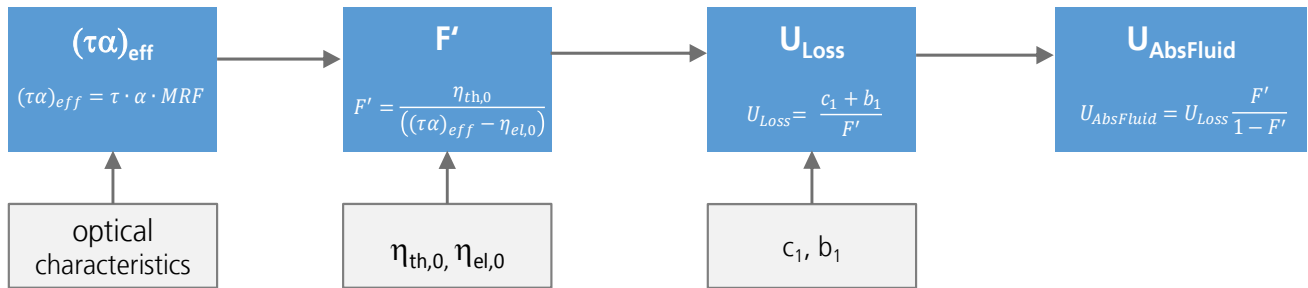 (τα)eff
(τα)eff = τ · α · MRF
F‘
F′ = ηth,0 / ((τα)eff − ηel,0)
ULoss
ULoss= c1 + b1 / F′
UAbsFluid
UAbsFluid = ULoss F′ / 1 − F′
optical
characteristics
ηth,0, ηel,0
c1, b1